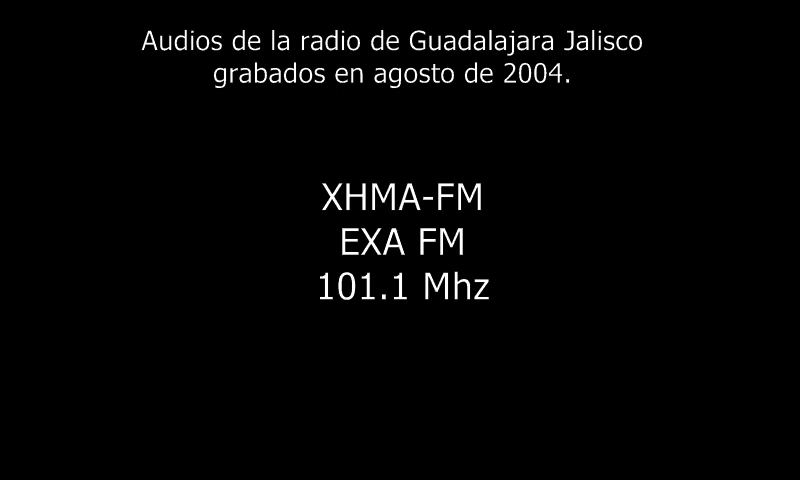 Audios de la radio de Guadalajara Jalisco
grabados en agosto de 2004.
XHMA-FM
EXA FM
101.1 Mhz